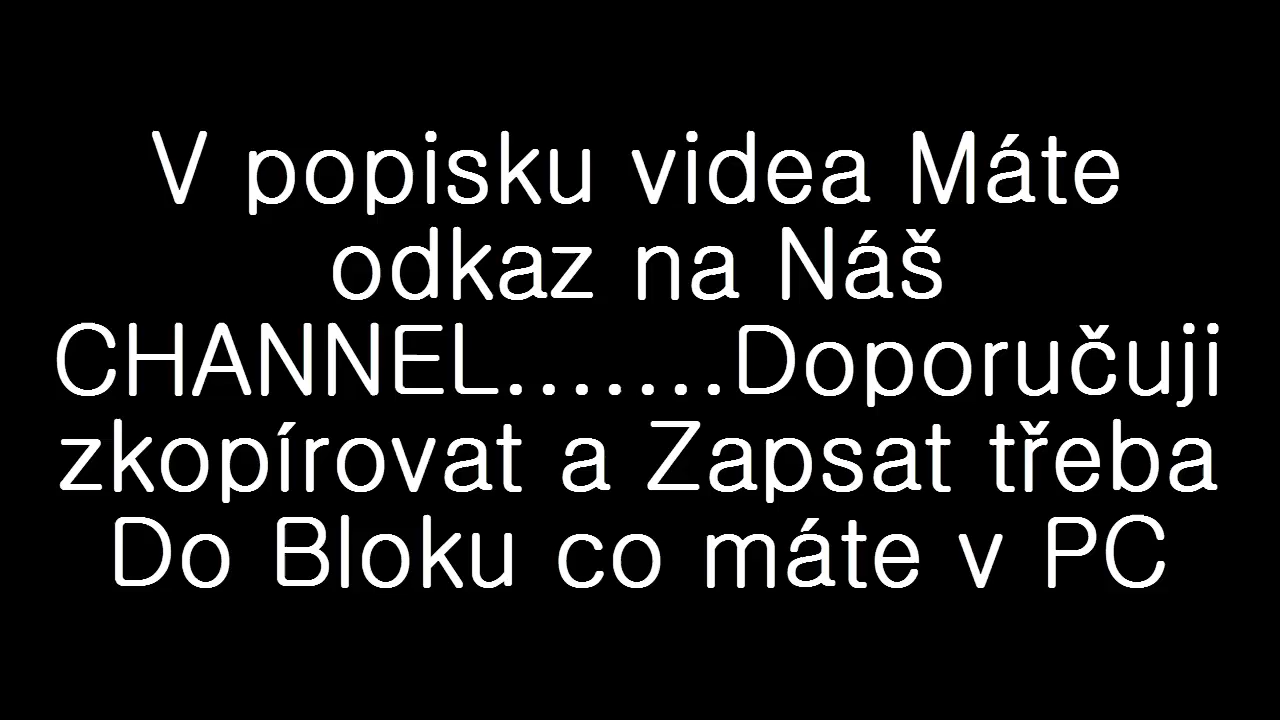 V popisku videa Máte
odkaz na Náš
CHANNEL.......Doporučuji
zkopírovat a Zapsat třeba
Do Bloku co máte v PC